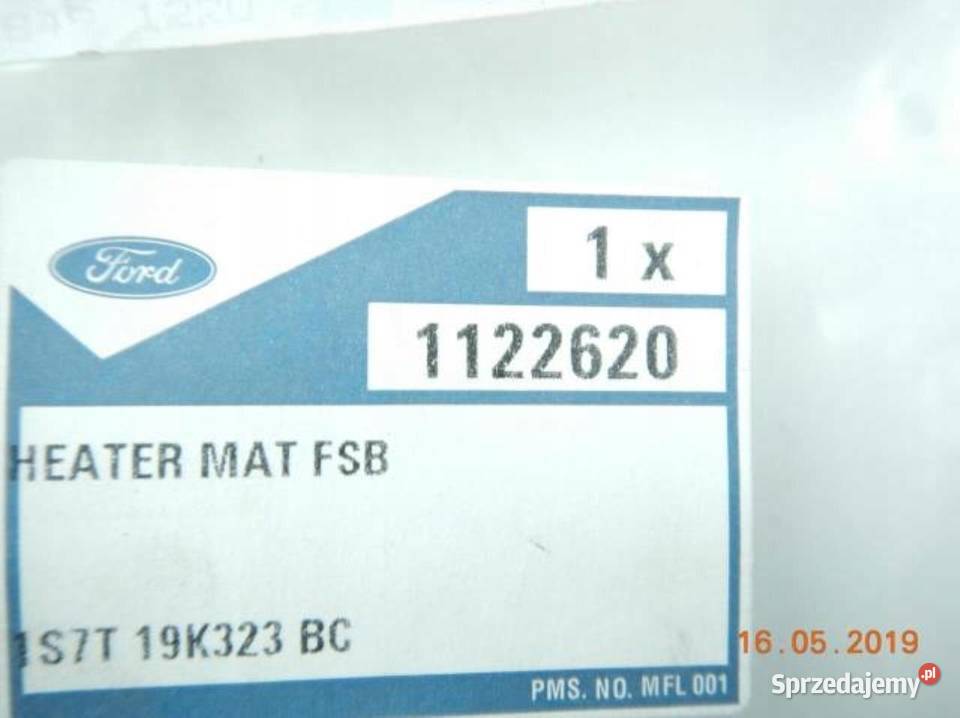 Ford
1 x
1122620
HEATER MAT FSB
1S7T 19K323 BC
PMS. NO. MFL 001
16.05.2019
Sprzedajemy.pl